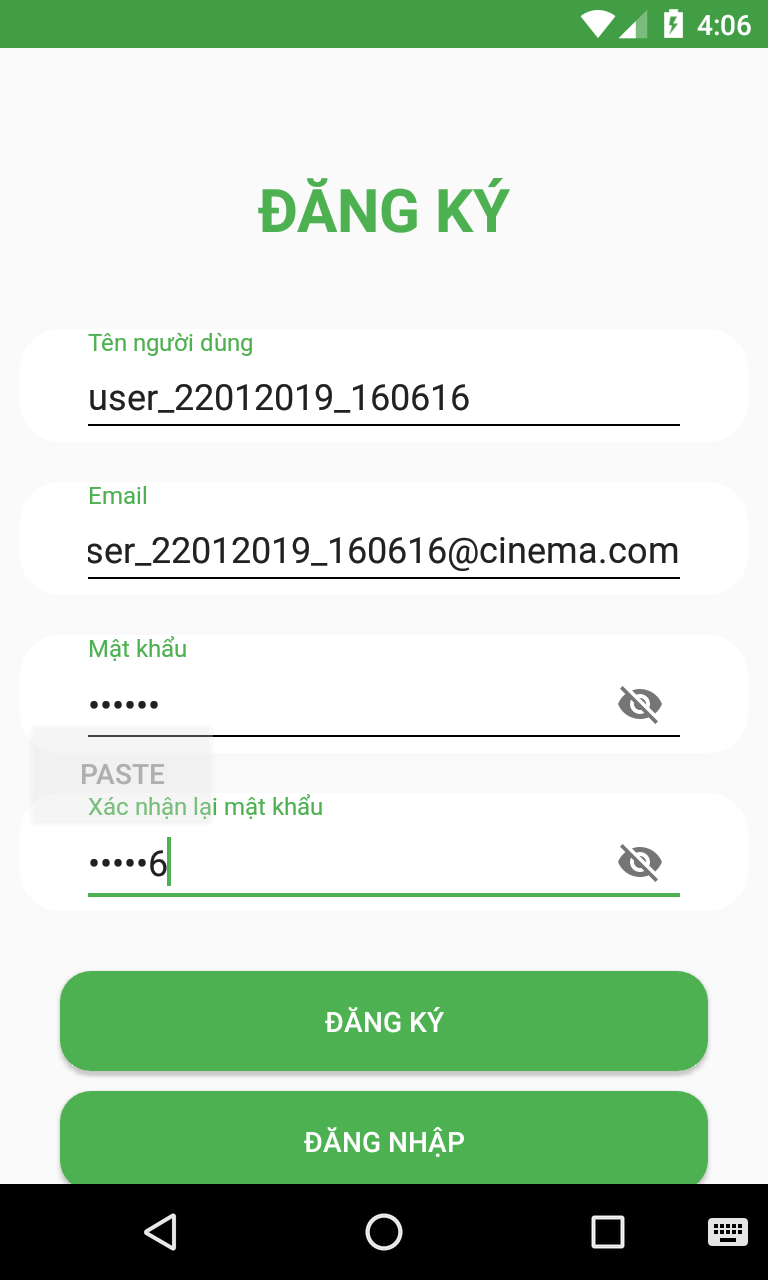 4:06
ĐĂNG KÝ
Tên người dùng
user_22012019_160616
Email
ser_22012019_160616@cinema.com
Mật khẩu
••••••
PASTE
Xác nhận lại mật khẩu
•••••6
ĐĂNG KÝ
ĐĂNG NHẬP